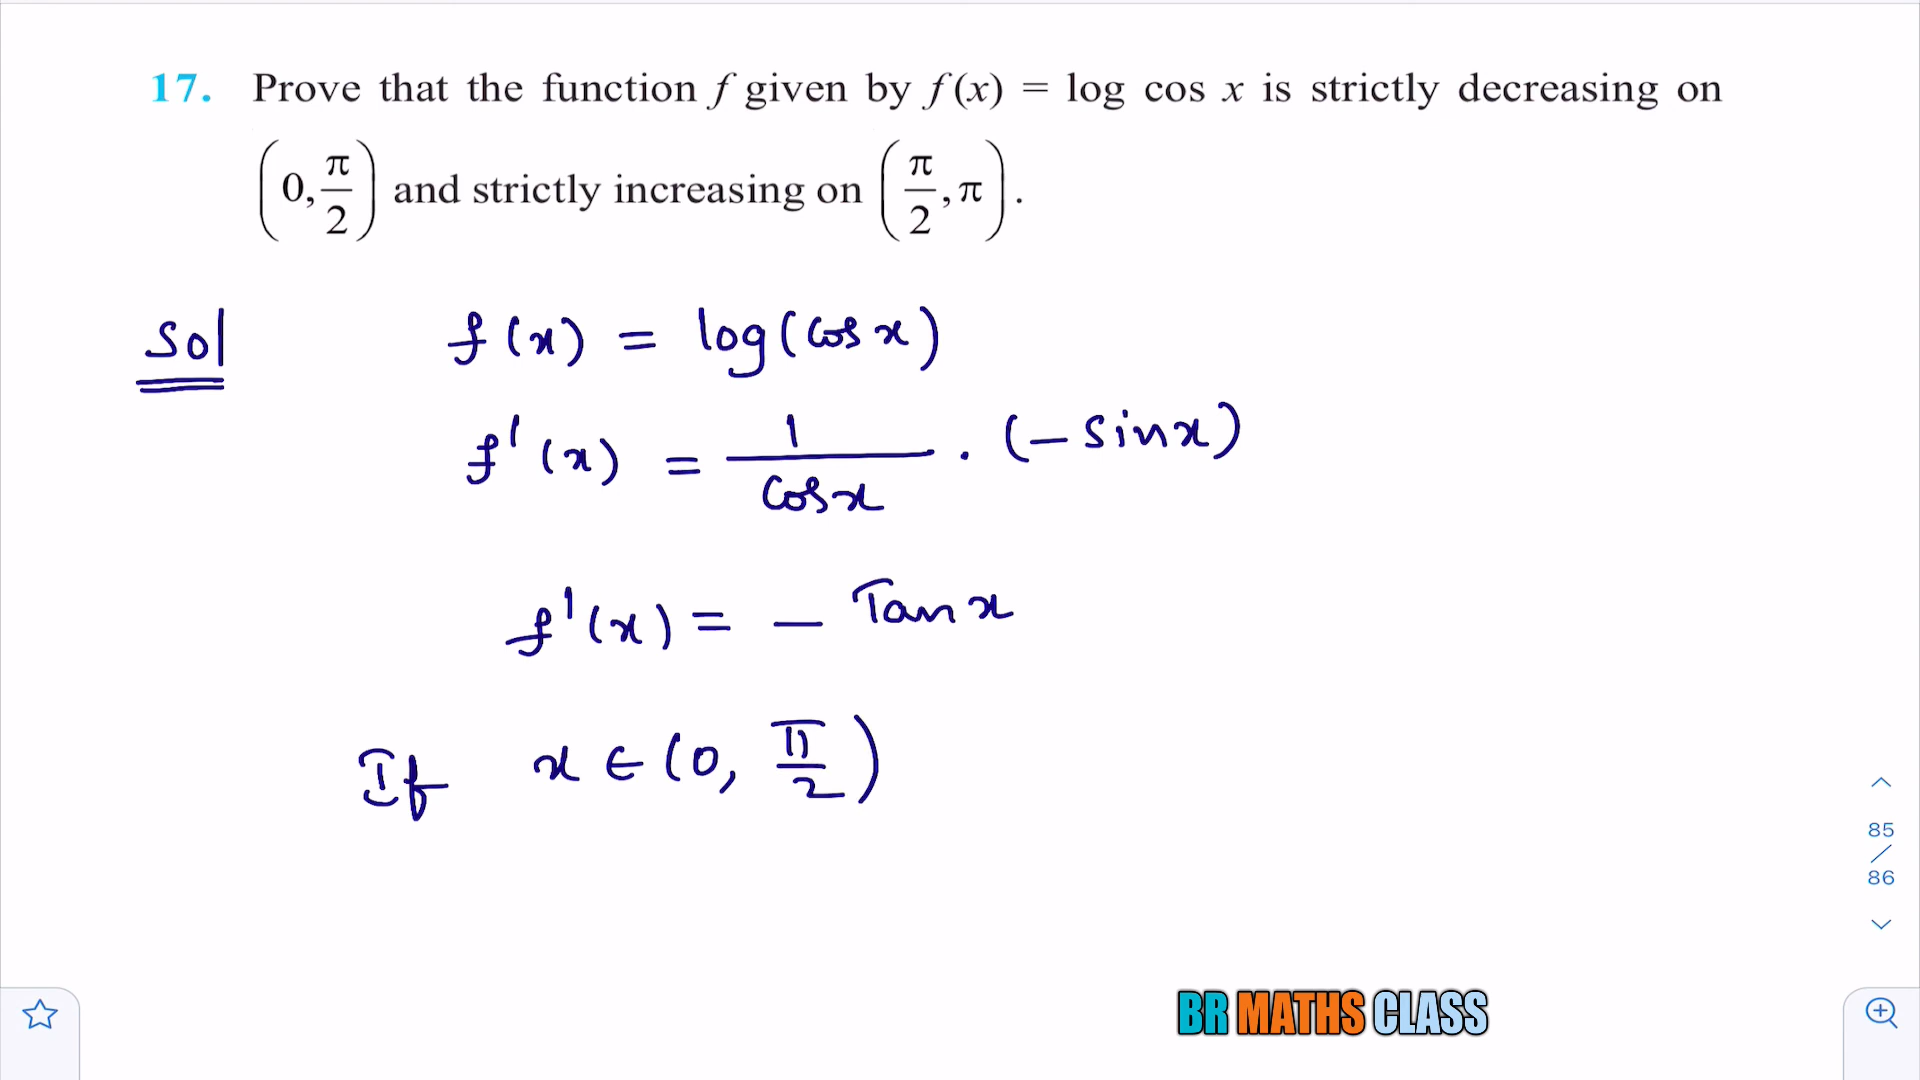 17. Prove that the function f given by f(x) = log cos x is strictly decreasing on
(0, π/2) and strictly increasing on (π/2, π).
Sol f(x) = log(cos x)
f'(x) = 1/cos x . (- sin x)
f'(x) = - Tan x
If x ∈ (0, π/2)
85
/
86
BR MATHS CLASS